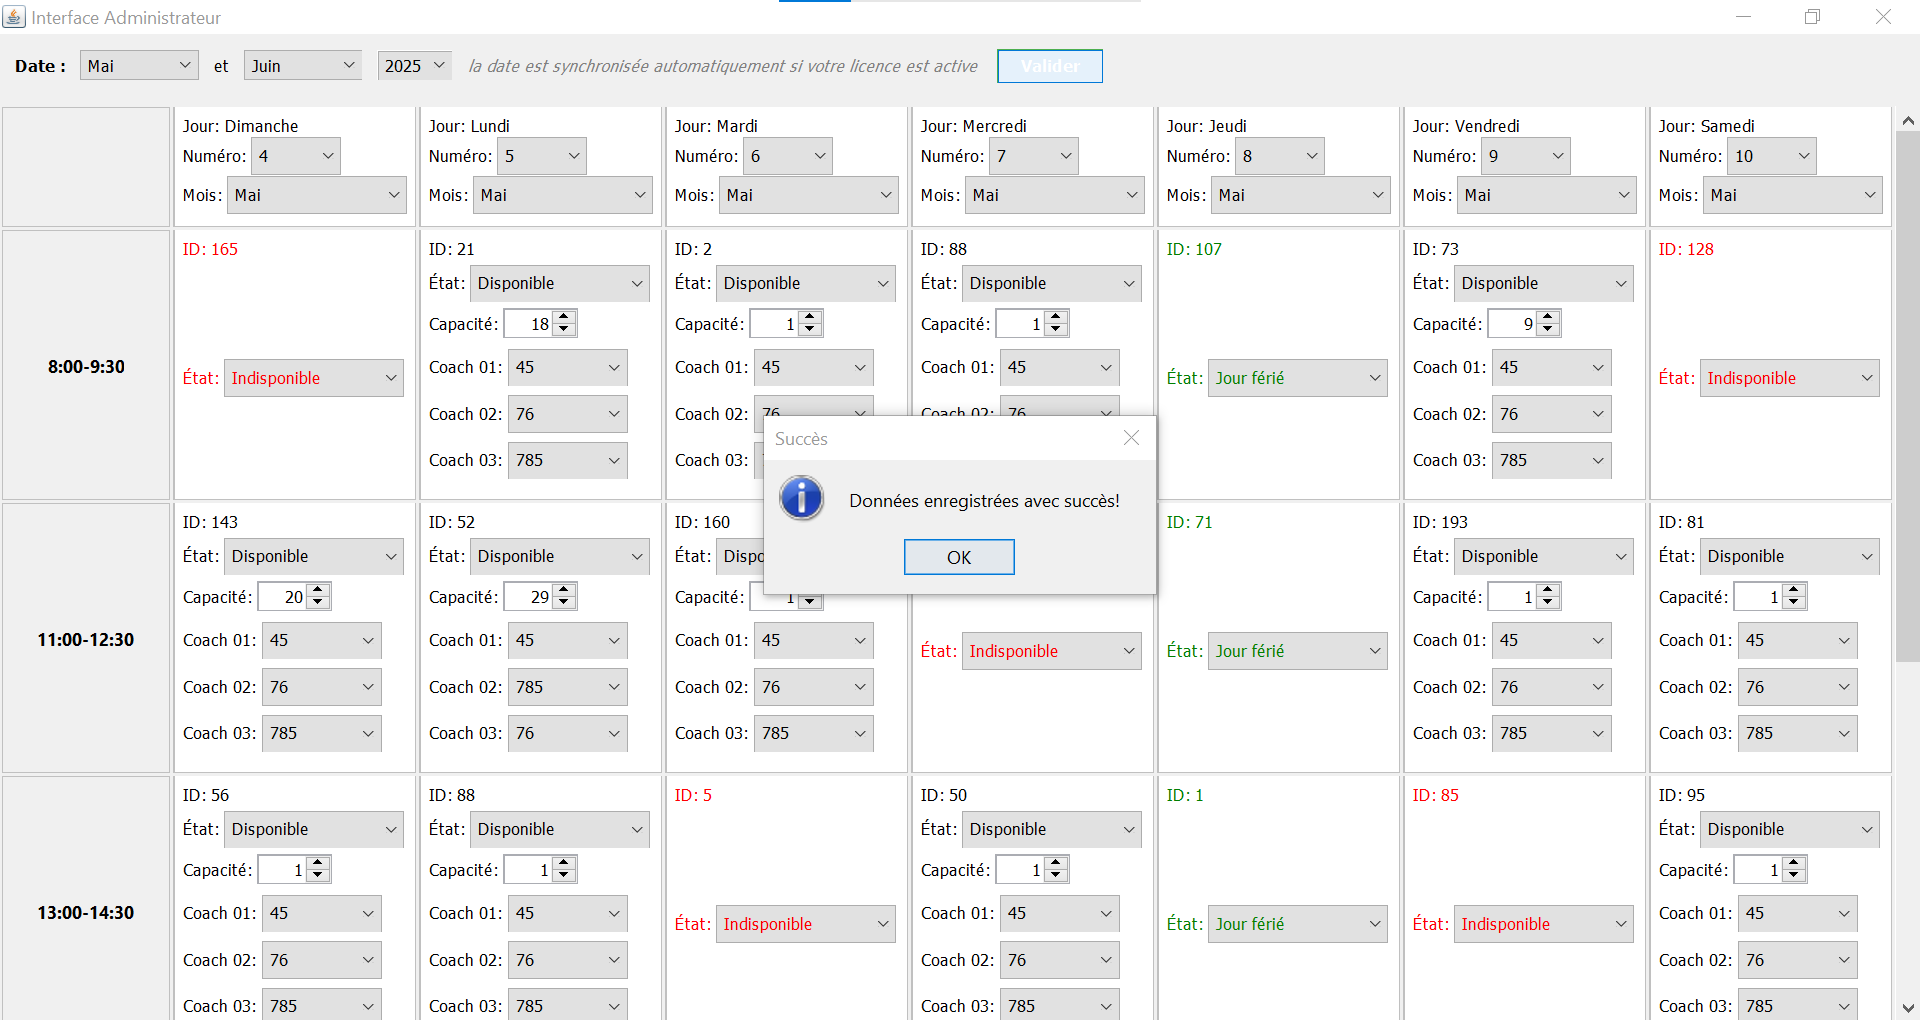 Interface Administrateur
Date : Mai et Juin 2025 la date est synchronisée automatiquement si votre licence est active Valider
Jour: Dimanche Jour: Lundi Jour: Mardi Jour: Mercredi Jour: Jeudi Jour: Vendredi Jour: Samedi
Numéro: 4 Numéro: 5 Numéro: 6 Numéro: 7 Numéro: 8 Numéro: 9 Numéro: 10
Mois: Mai Mois: Mai Mois: Mai Mois: Mai Mois: Mai Mois: Mai Mois: Mai
8:00-9:30
ID: 165
État: Indisponible
ID: 21
État: Disponible
Capacité: 18
Coach 01: 45
Coach 02: 76
Coach 03: 785
ID: 2
État: Disponible
Capacité: 1
Coach 01: 45
Coach 02: 76
Coach 03:
ID: 88
État: Disponible
Capacité: 1
Coach 01: 45
Coach 02: 76
ID: 107
État: Jour férié
ID: 73
État: Disponible
Capacité: 9
Coach 01: 45
Coach 02: 76
Coach 03: 785
ID: 128
État: Indisponible
Succès
Données enregistrées avec succès!
OK
11:00-12:30
ID: 143
État: Disponible
Capacité: 20
Coach 01: 45
Coach 02: 76
Coach 03: 785
ID: 52
État: Disponible
Capacité: 29
Coach 01: 45
Coach 02: 785
Coach 03: 76
ID: 160
État: Dispo
Capacité: 1
Coach 01: 45
Coach 02: 76
Coach 03: 785
État: Indisponible
ID: 71
État: Jour férié
ID: 193
État: Disponible
Capacité: 1
Coach 01: 45
Coach 02: 76
Coach 03: 785
ID: 81
État: Disponible
Capacité: 1
Coach 01: 45
Coach 02: 76
Coach 03: 785
13:00-14:30
ID: 56
État: Disponible
Capacité: 1
Coach 01: 45
Coach 02: 76
Coach 03: 785
ID: 88
État: Disponible
Capacité: 1
Coach 01: 45
Coach 02: 76
Coach 03: 785
ID: 5
État: Indisponible
ID: 50
État: Disponible
Capacité: 1
Coach 01: 45
Coach 02: 76
Coach 03: 785
ID: 1
État: Jour férié
ID: 85
État: Indisponible
ID: 95
État: Disponible
Capacité: 1
Coach 01: 45
Coach 02: 76
Coach 03: 785